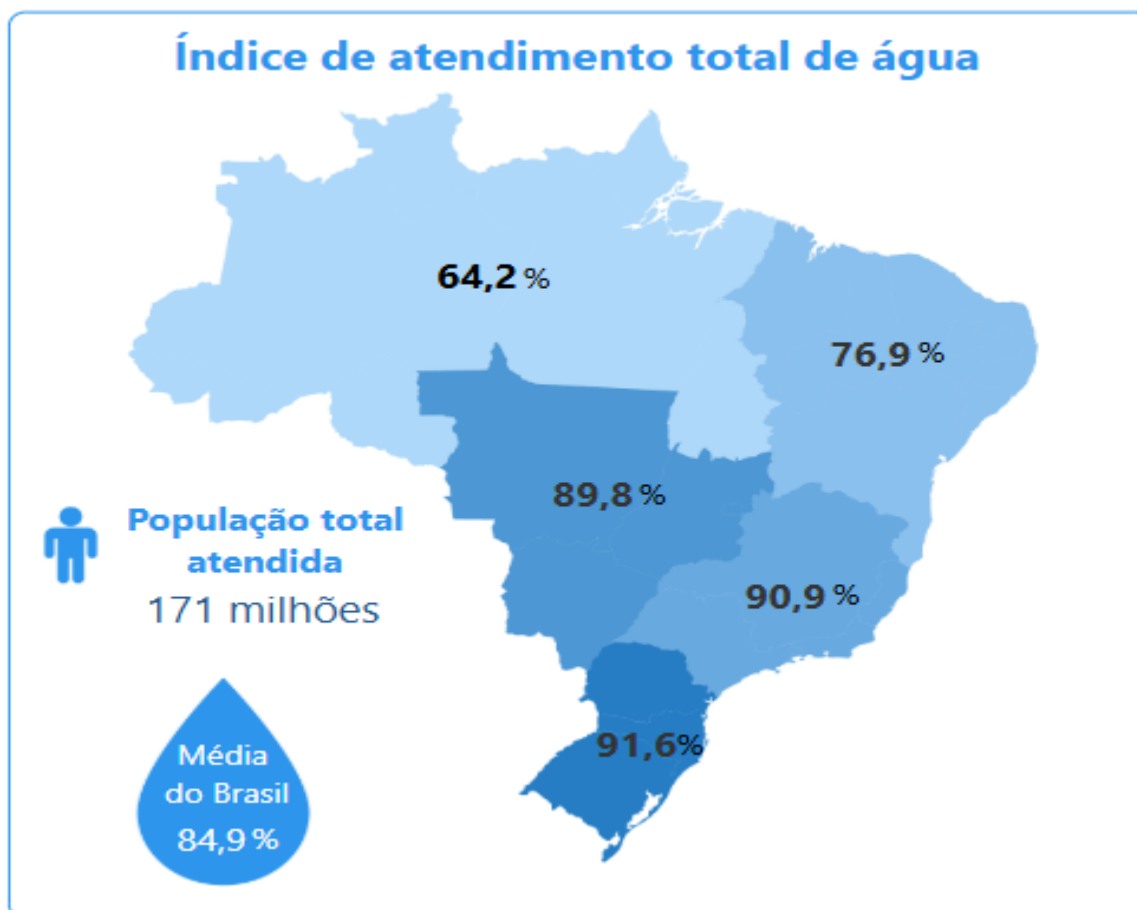 Índice de atendimento total de água
64,2 %
76,9 %
89,8 %
População total
atendida
171 milhões
90,9 %
91,6%
Média
do Brasil
84,9 %